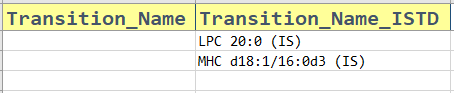 Transition_Name Transition_Name_ISTD
LPC 20:0 (IS)
MHC d18:1/16:0d3 (IS)